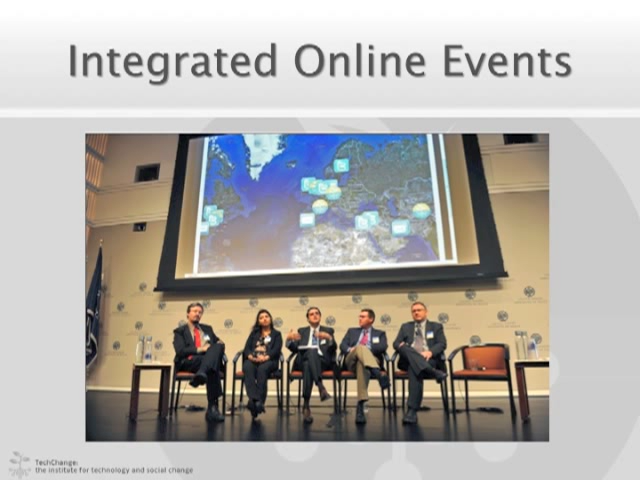 Integrated Online Events
TechChange:
the institute for technology and social change